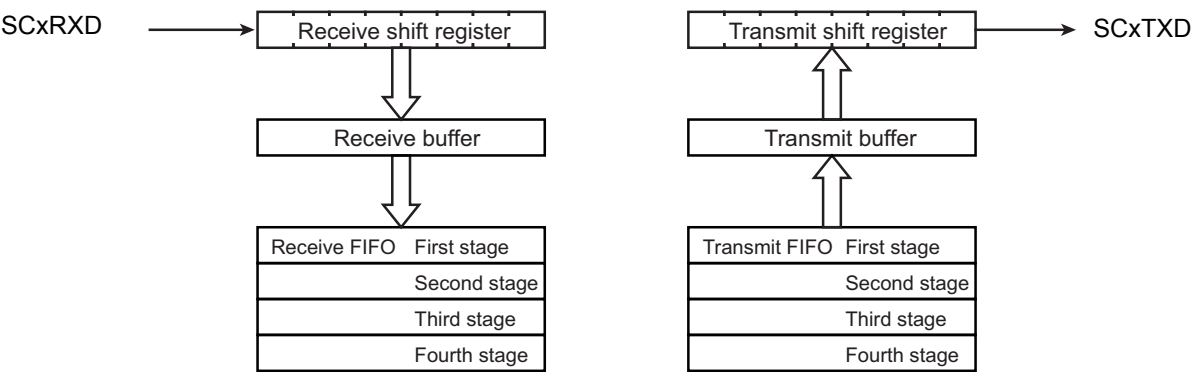 SCxRXD
Receive shift register
Receive buffer
Receive FIFO First stage
Second stage
Third stage
Fourth stage
Transmit shift register
SCxTXD
Transmit buffer
Transmit FIFO First stage
Second stage
Third stage
Fourth stage